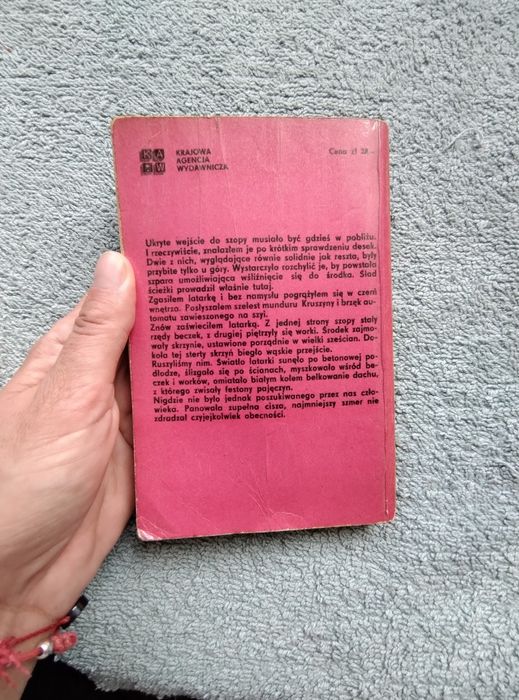 KAW
KRAJOWA
AGENCJA
WYDAWNICZA
Cena zł 28.-
Ukryte wejście do szopy musiało być gdzieś w pobliżu.
I rzeczywiście, znalazłem je po krótkim sprawdzeniu desek.
Dwie z nich, wyglądające równie solidnie jak reszta, były
przybite tylko u góry. Wystarczyło rozchylić je, by powstała
szpara umożliwiająca wśliźnięcie się do środka. Ślad
ścieżki prowadził właśnie tutaj.
Zgasiłem latarkę i bez namysłu pogrążyłem się w czerń
wnętrza. Posłyszałem szelest munduru Kruszyny i brzęk au-
tomatu zawieszonego na szyi.
Znów zaświeciłem latarką. Z jednej strony szopy stały
rzędy beczek, z drugiej piętrzyły się worki. Środek zajmo-
wały skrzynie, ustawione porządnie w wielki sześcian. Do-
koła tej sterty skrzyń biegło wąskie przejście.
Ruszyliśmy nim. Światło latarki sunęło po betonowej po-
dłodze, ślizgało się po ścianach, myszkowało wśród be-
czek i worków, omiatało białym kołem belkowanie dachu,
z którego zwisały festony pajęczyn.
Nigdzie nie było jednak poszukiwanego przez nas czło-
wieka. Panowała zupełna cisza, najmniejszy szmer nie
zdradzał czyjejkolwiek obecności.